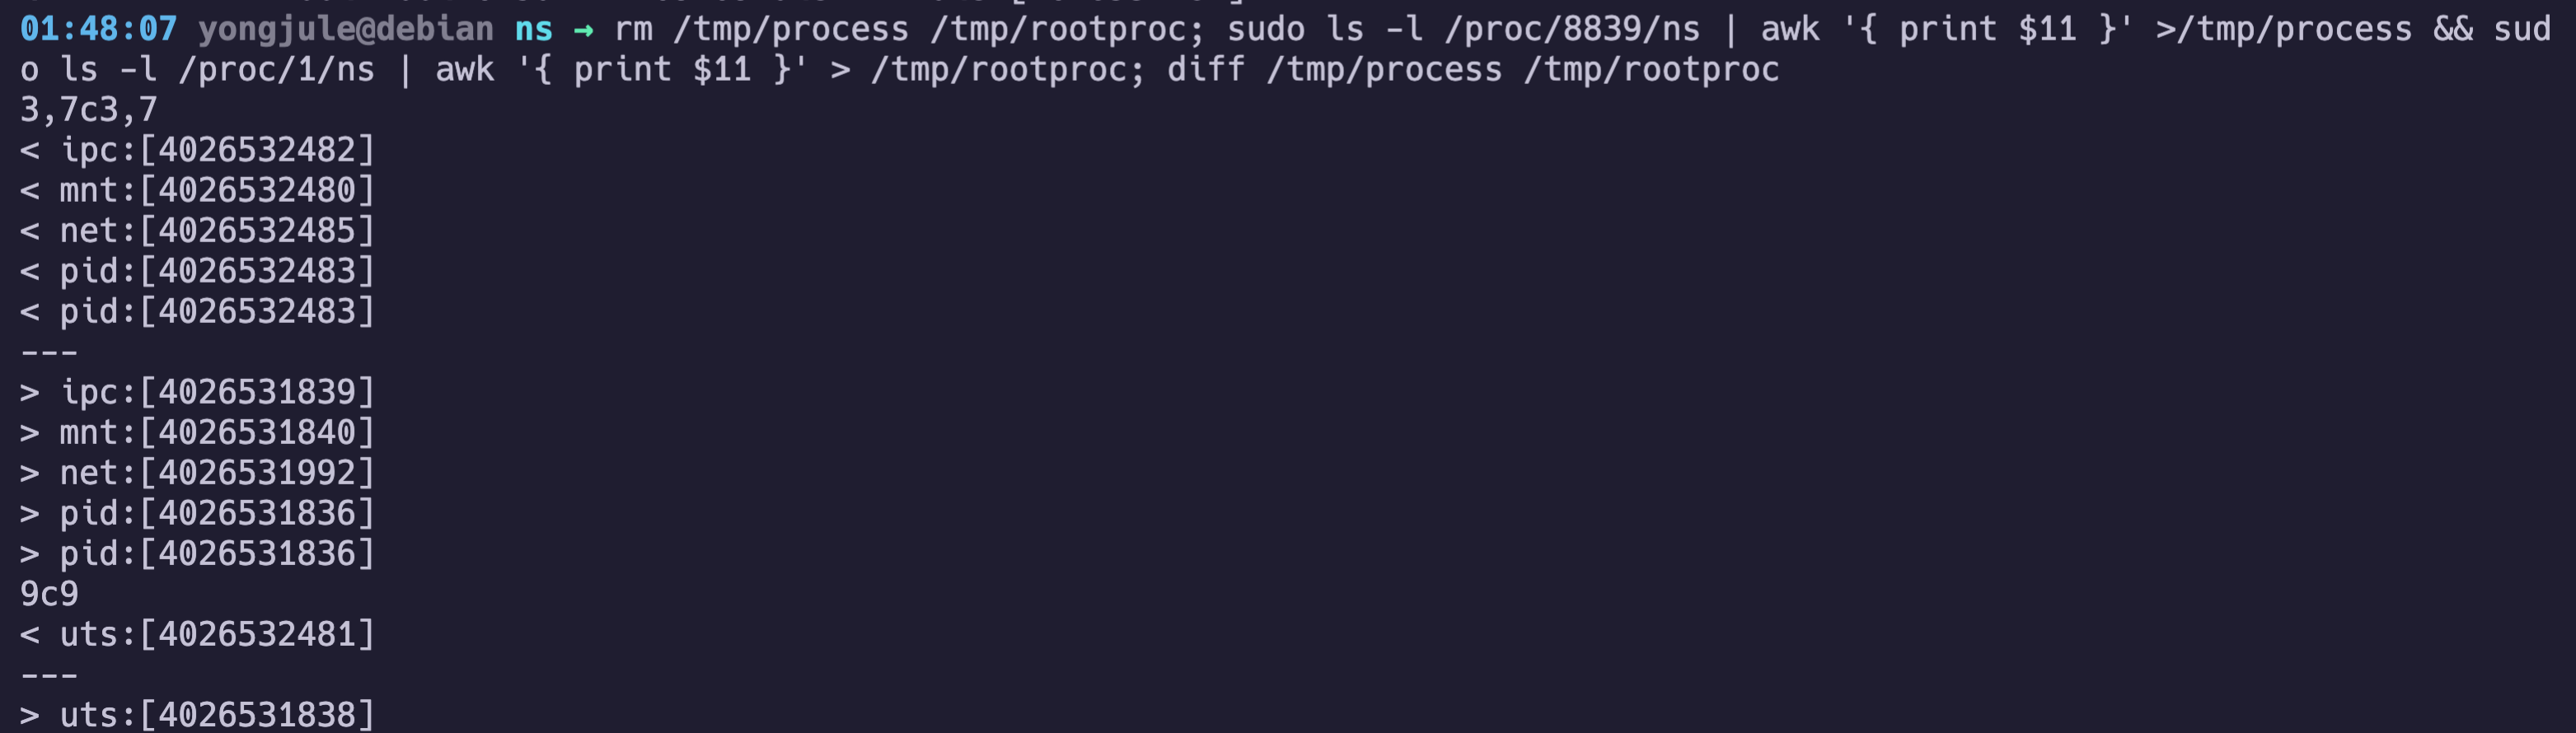 01:48:07 yongjule@debian ns → rm /tmp/process /tmp/rootproc; sudo ls -l /proc/8839/ns | awk '{ print $11 }' >/tmp/process && sud
o ls -l /proc/1/ns | awk '{ print $11 }' > /tmp/rootproc; diff /tmp/process /tmp/rootproc
3,7c3,7
< ipc:[4026532482]
< mnt:[4026532480]
< net:[4026532485]
< pid:[4026532483]
< pid:[4026532483]
---
> ipc:[4026531839]
> mnt:[4026531840]
> net:[4026531992]
> pid:[4026531836]
> pid:[4026531836]
9c9
< uts:[4026532481]
---
> uts:[4026531838]